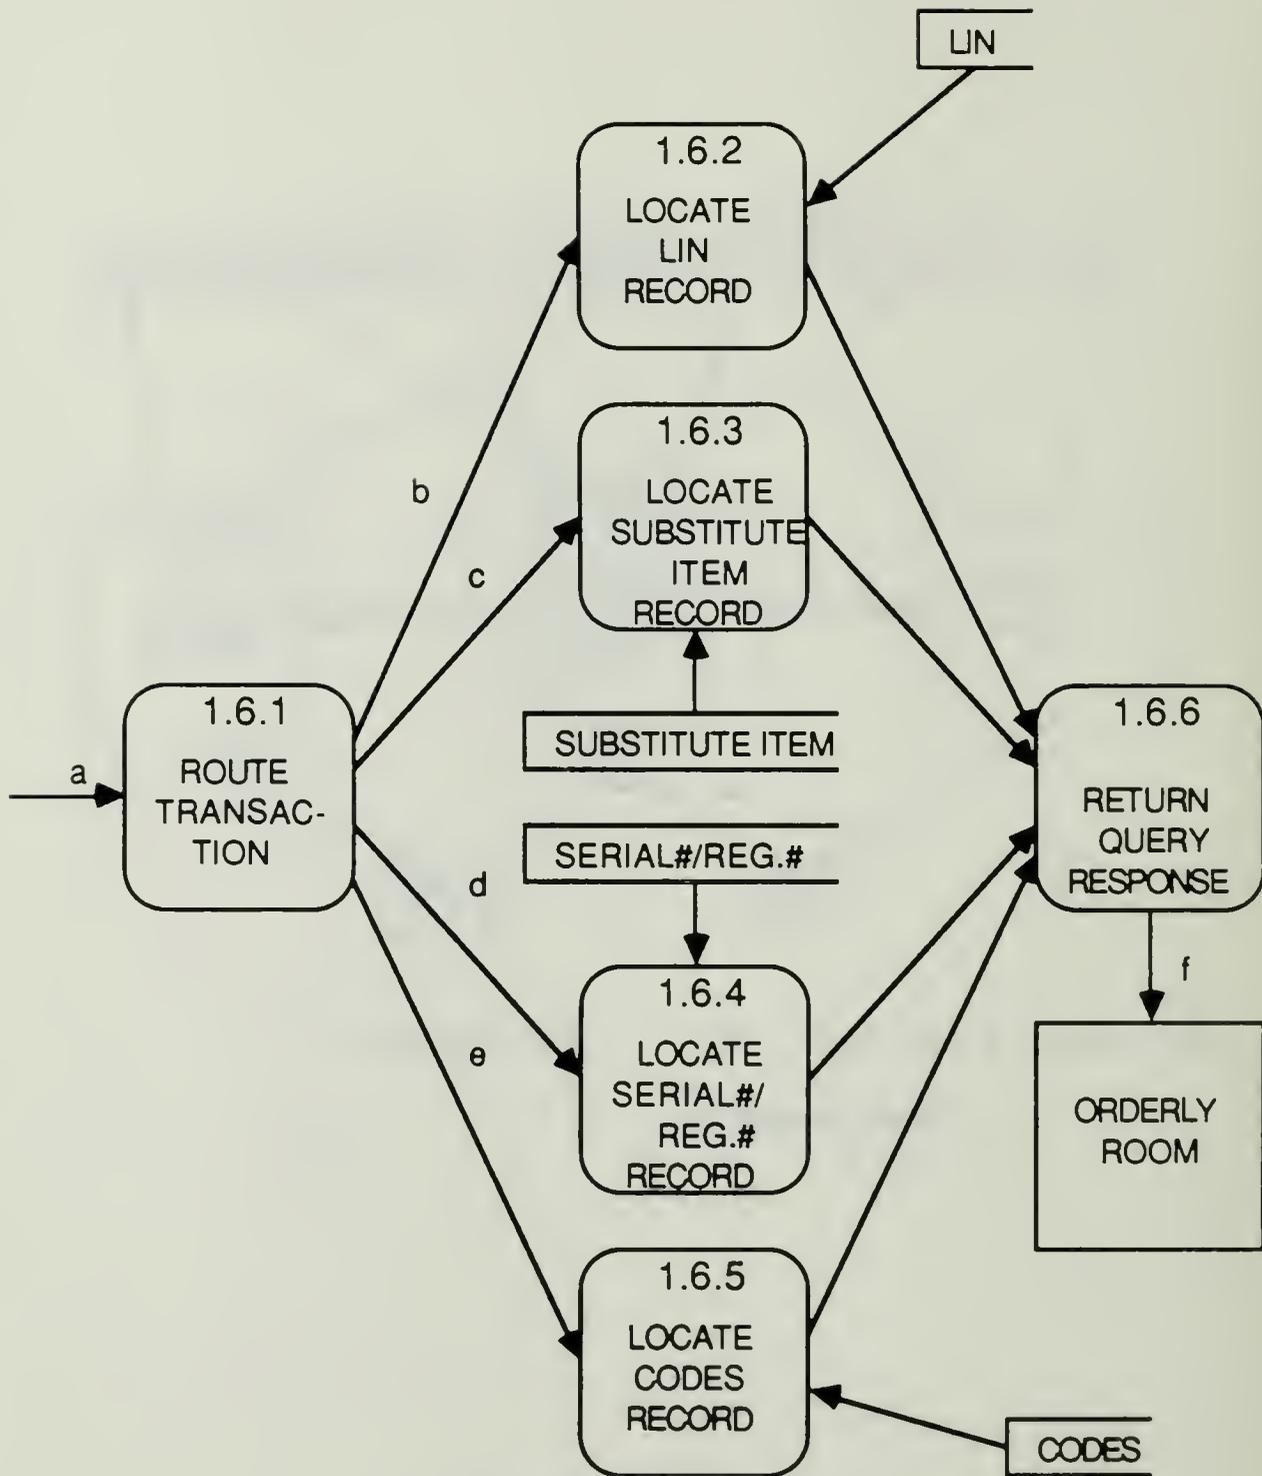 LIN
1.6.2
LOCATE
LIN
RECORD
1.6.3
LOCATE
SUBSTITUTE
ITEM
RECORD
b
c
SUBSTITUTE ITEM
1.6.1
ROUTE
TRANSAC-
TION
a
SERIAL#/REG.#
d
e
1.6.4
LOCATE
SERIAL#/
REG.#
RECORD
1.6.5
LOCATE
CODES
RECORD
CODES
1.6.6
RETURN
QUERY
RESPONSE
f
ORDERLY
ROOM